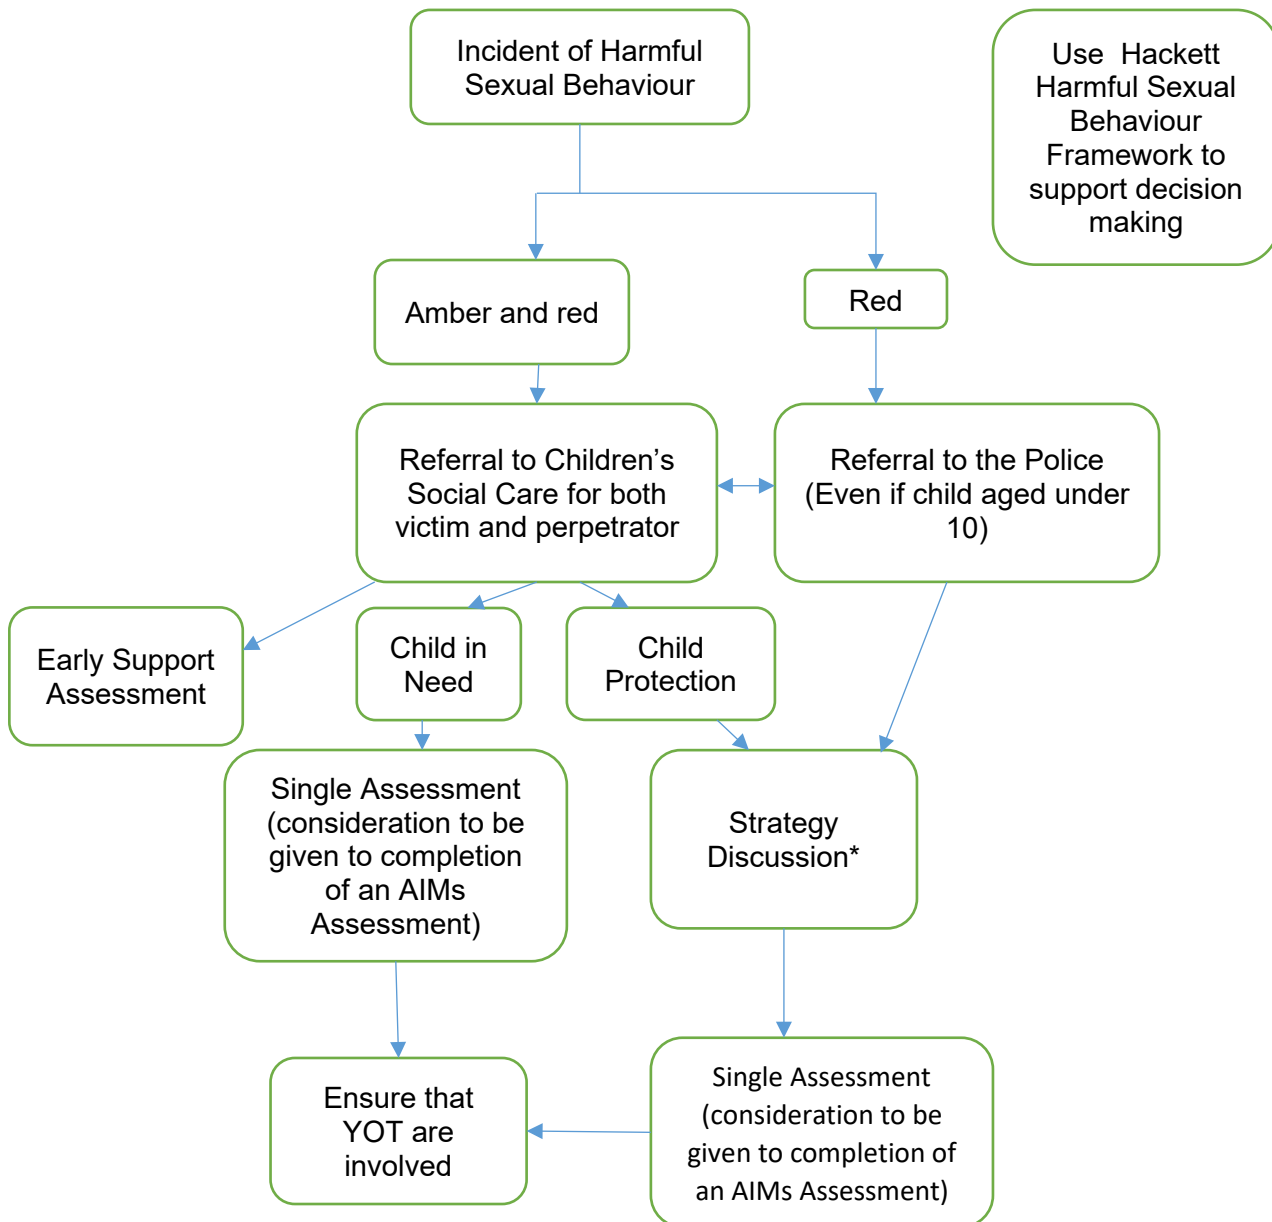 Incident of Harmful
Sexual Behaviour
Use Hackett
Harmful Sexual
Behaviour
Framework to
support decision
making
Amber and red
Red
Referral to Children’s
Social Care for both
victim and perpetrator
Referral to the Police
(Even if child aged under
10)
Early Support
Assessment
Child in
Need
Child
Protection
Single Assessment
(consideration to be
given to completion
of an AIMs
Assessment)
Strategy
Discussion*
Ensure that
YOT are
involved
Single Assessment
(consideration to be
given to completion of
an AIMs Assessment)